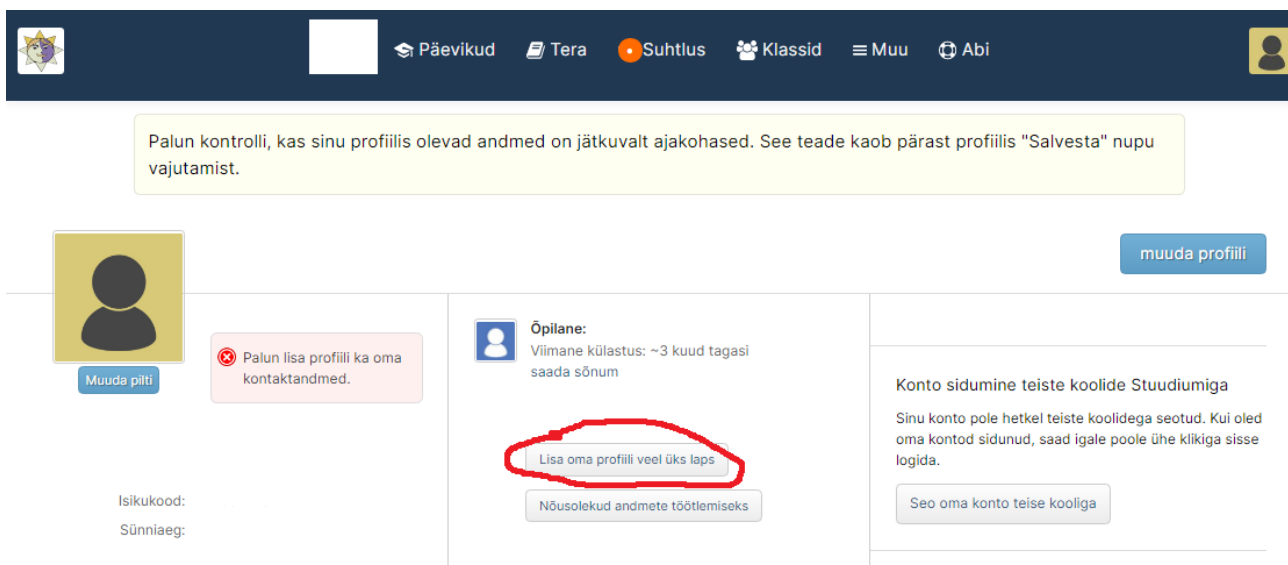 Päevikud Tera Suhtlus Klassid Muu Abi
Palun kontrolli, kas sinu profiilis olevad andmed on jätkuvalt ajakohased. See teade kaob pärast profiilis "Salvesta" nupu
vajutamist.
muuda profiili
Muuda pilti
Palun lisa profiili ka oma
kontaktandmed.
Isikukood:
Sünniaeg:
Õpilane:
Viimane külastus: ~3 kuud tagasi
saada sõnum
Lisa oma profiili veel üks laps
Nõusolekud andmete töötlemiseks
Konto sidumine teiste koolide Stuudiumiga
Sinu konto pole hetkel teiste koolidega seotud. Kui oled
oma kontod sidunud, saad igale poole ühe klikiga sisse
logida.
Seo oma konto teise kooliga